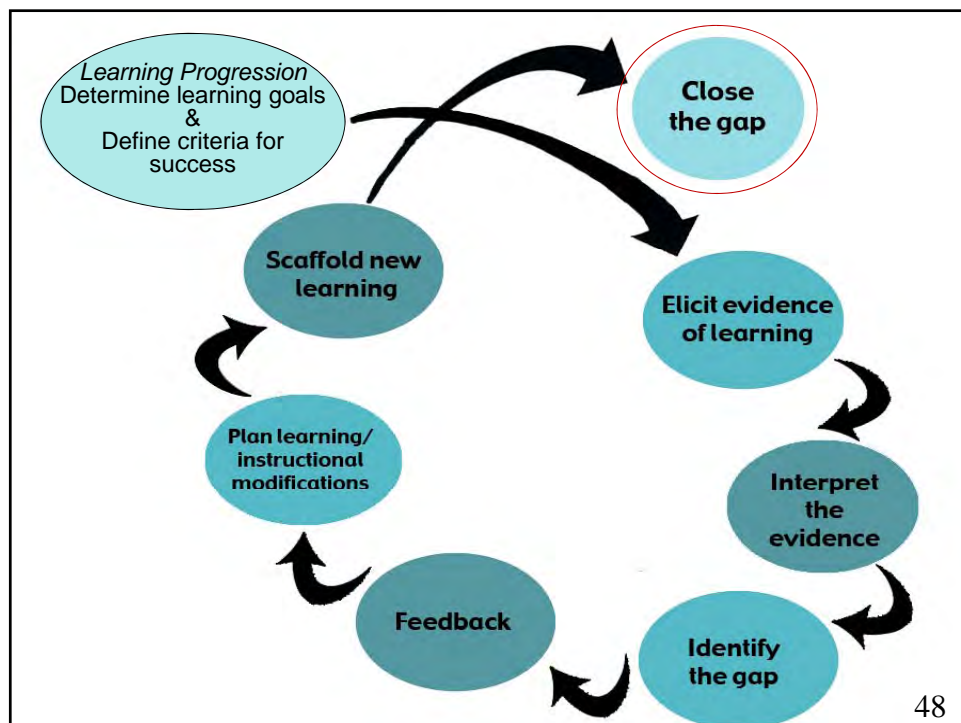 Learning Progression
Determine learning goals
&
Define criteria for
success
Close
the gap
Scaffold new
learning
Elicit evidence
of learning
Plan learning/
instructional
modifications
Interpret
the
evidence
Feedback
Identify
the gap
48